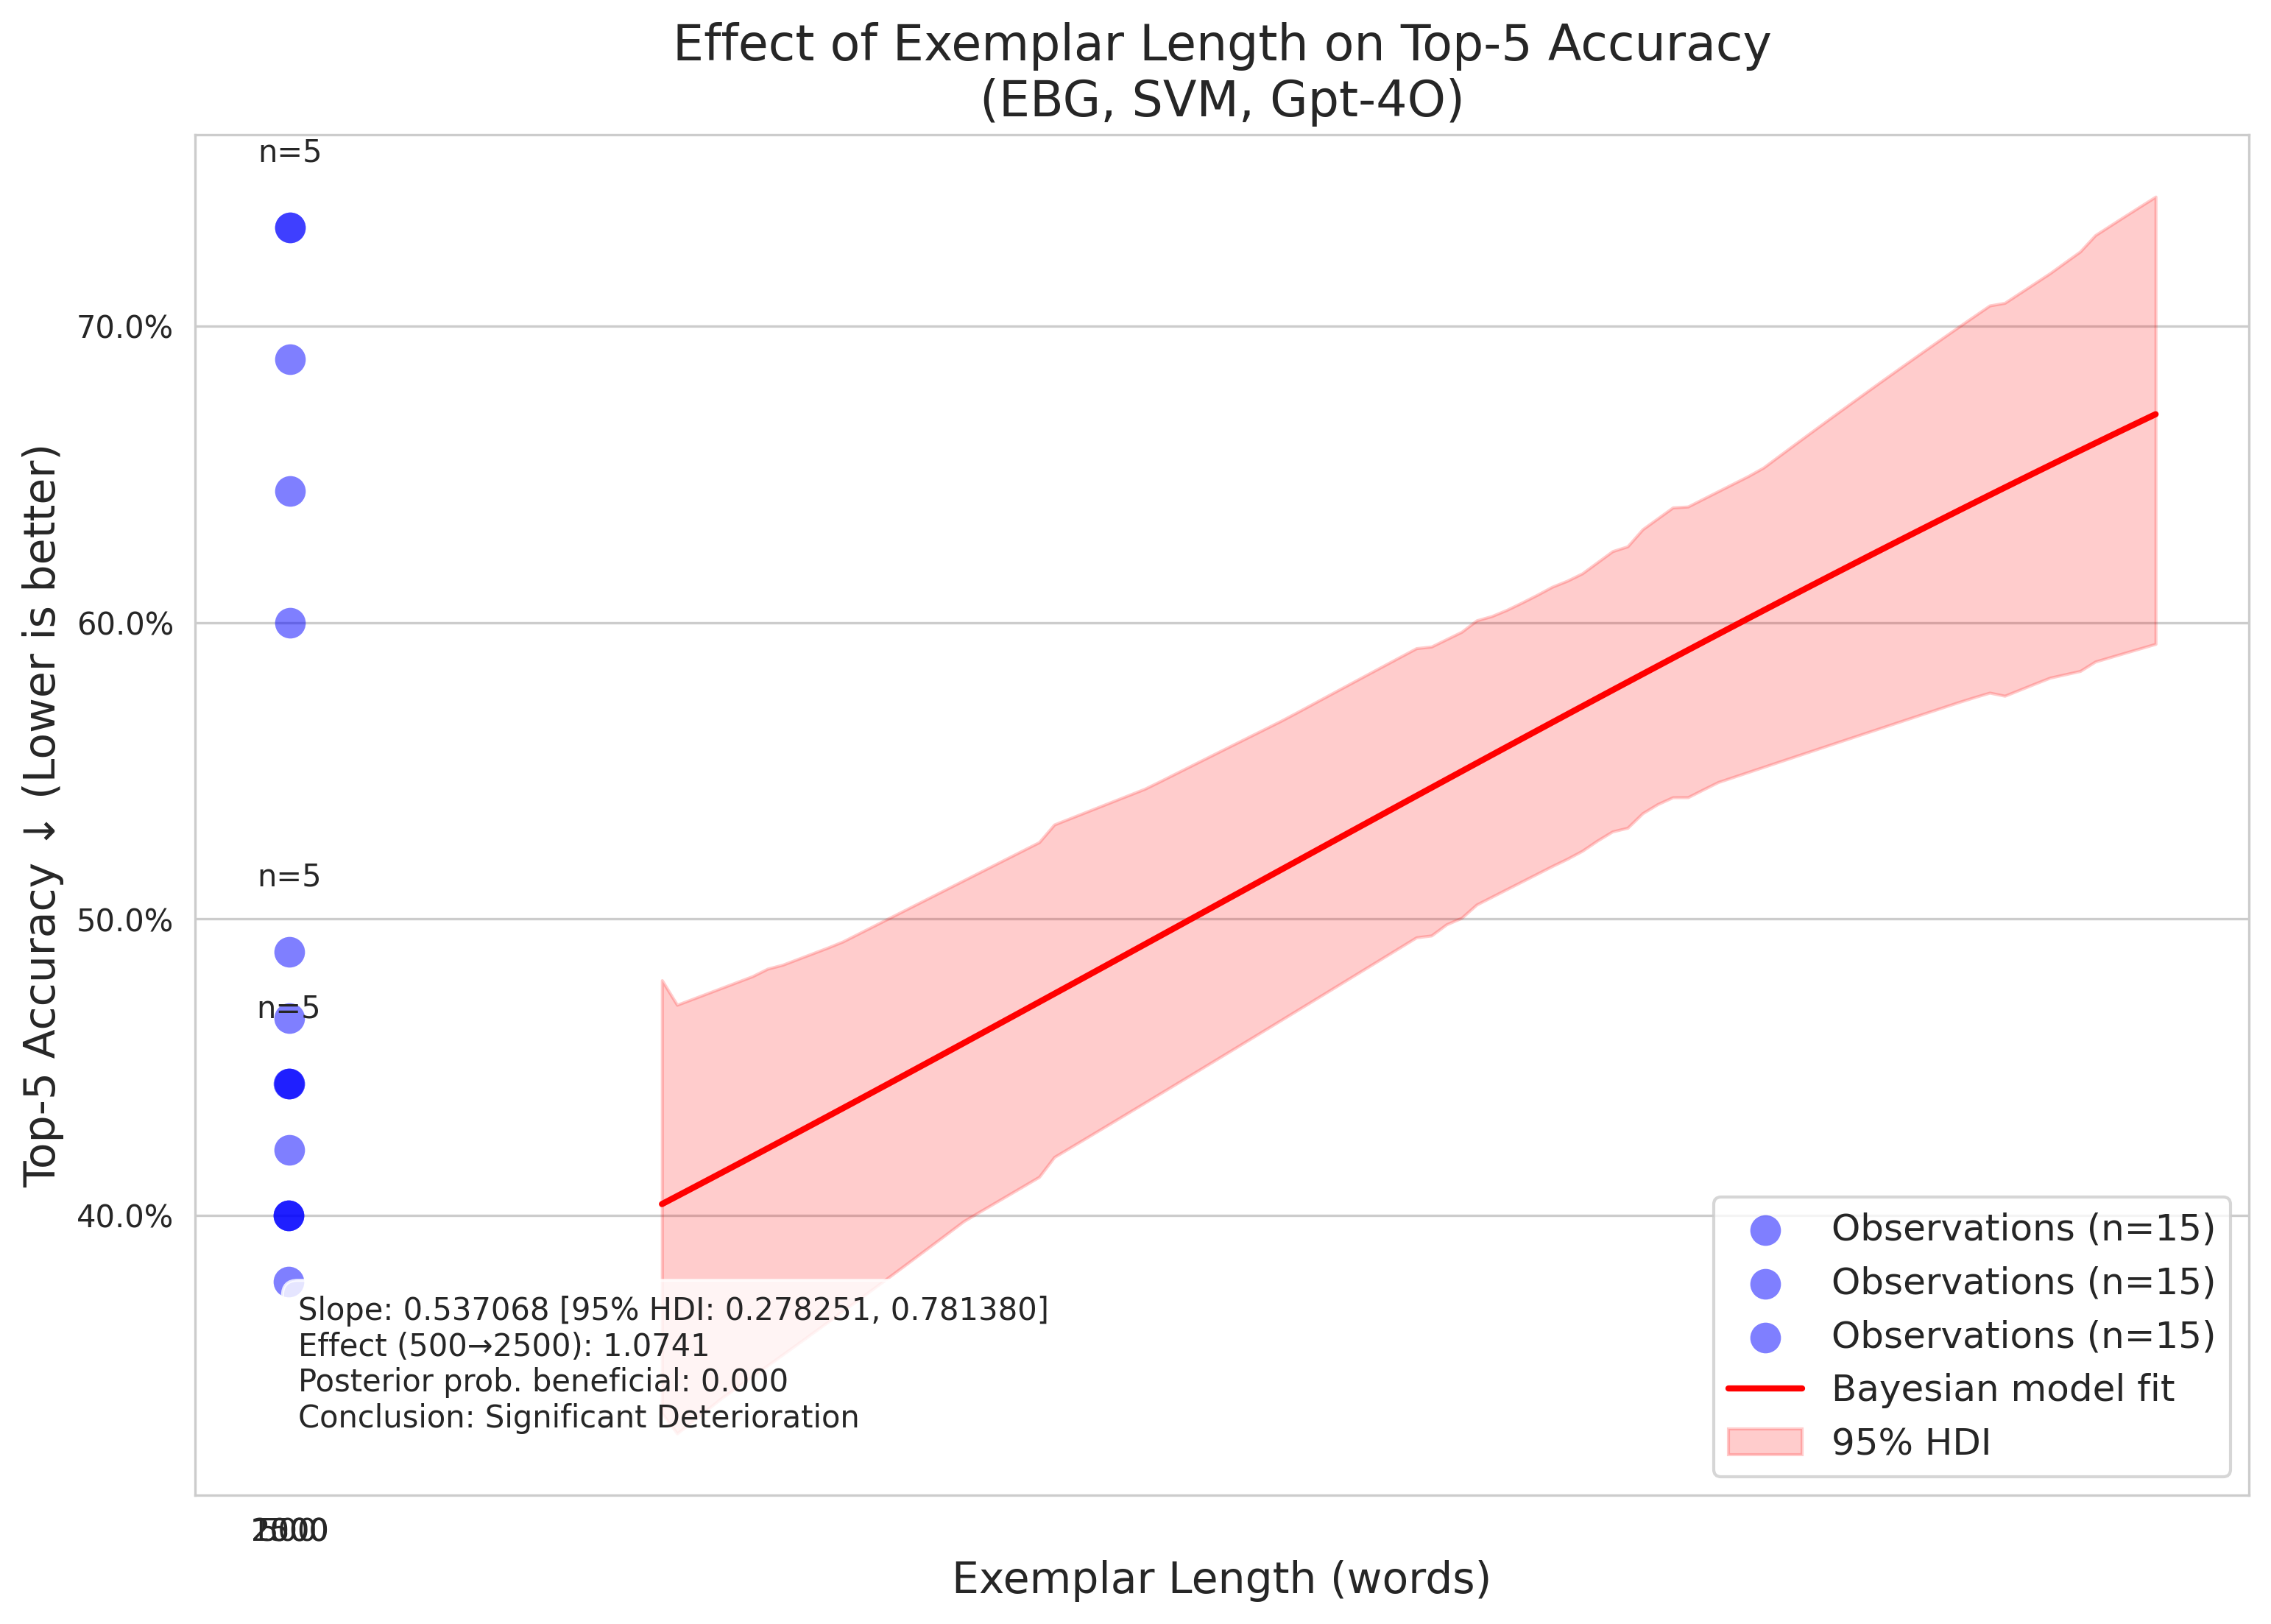 Effect of Exemplar Length on Top-5 Accuracy
(EBG, SVM, Gpt-4O)
Top-5 Accuracy ↓ (Lower is better)
n=5
70.0%
60.0%
n=5
50.0%
n=5
40.0%
Slope: 0.537068 [95% HDI: 0.278251, 0.781380]
Effect (500→2500): 1.0741
Posterior prob. beneficial: 0.000
Conclusion: Significant Deterioration
Observations (n=15)
Observations (n=15)
Observations (n=15)
Bayesian model fit
95% HDI
Exemplar Length (words)